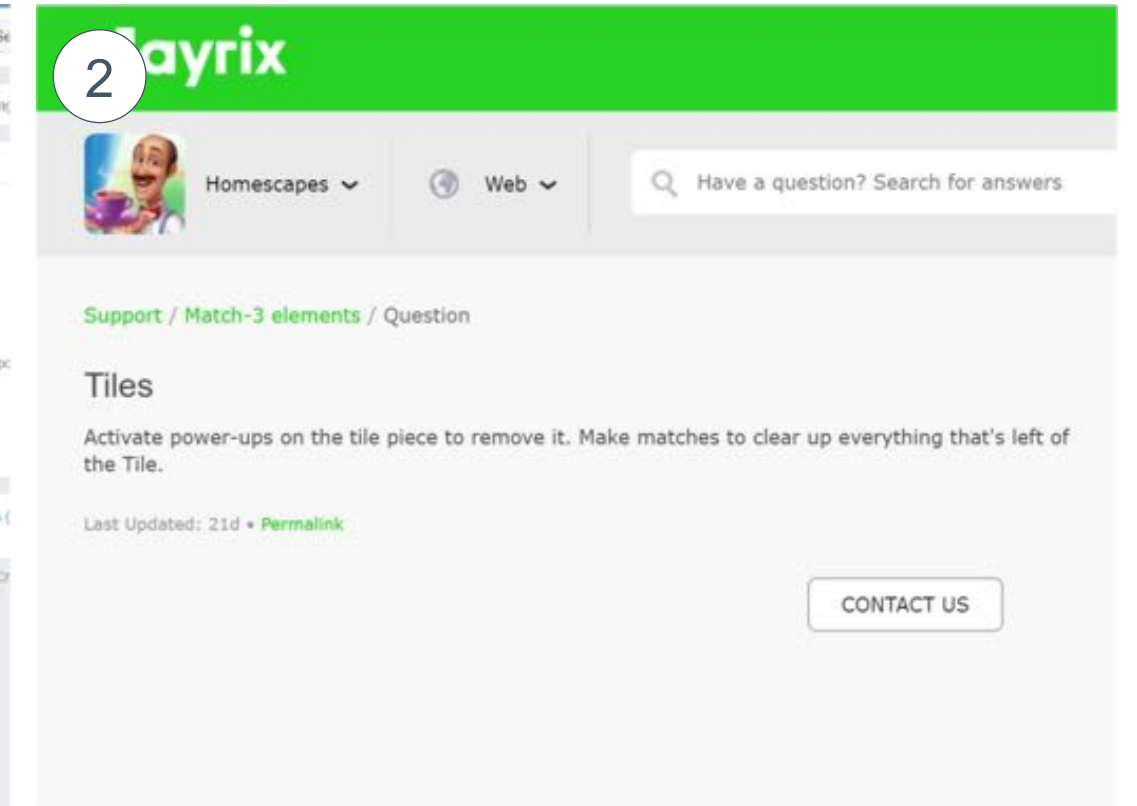 2
ayrix
Homescapes
Web
Have a question? Search for answers
Support / Match-3 elements / Question
Tiles
Activate power-ups on the tile piece to remove it. Make matches to clear up everything that's left of
the Tile.
Last Updated: 21d • Permalink
CONTACT US